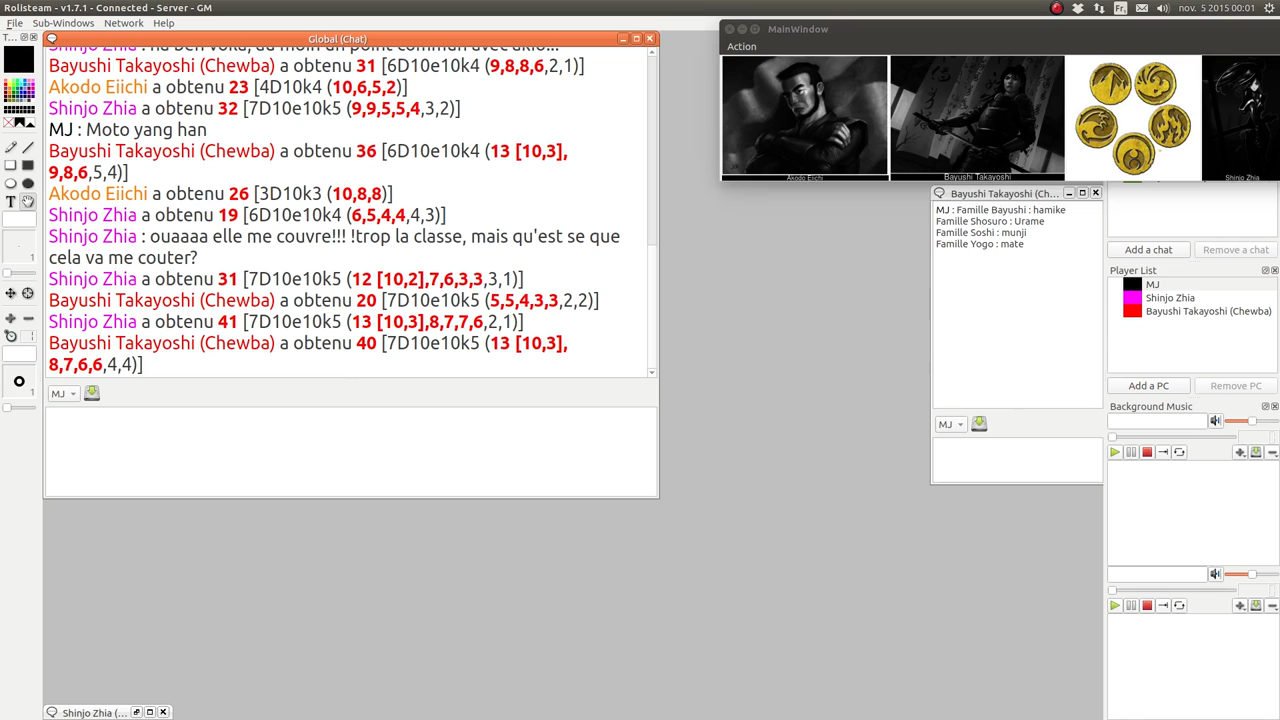 Rollisteam - v1.7.1 - Connected - Server - GM
Fr,
nov. 5 2015 00:01
File Sub-Windows Network Help
T...
Global (Chat)
Bayushi Takayoshi (Chewba) a obtenu 31 [6D10e10k4 (9,8,8,6,2,1)]
Akodo Eiichi a obtenu 23 [4D10k4 (10,6,5,2)]
Shinjo Zhia a obtenu 32 [7D10e10k5 (9,9,5,5,4,3,2)]
MJ : Moto yang han
Bayushi Takayoshi (Chewba) a obtenu 36 [6D10e10k4 (13 [10,3],
9,8,6,5,4)]
Akodo Eiichi a obtenu 26 [3D10k3 (10,8,8)]
Shinjo Zhia a obtenu 19 [6D10e10k4 (6,5,4,4,4,3)]
Shinjo Zhia : ouaaaa elle me couvre!!! !trop la classe, mais qu'est se que
cela va me couter?
Shinjo Zhia a obtenu 31 [7D10e10k5 (12 [10,2],7,6,3,3,3,1)]
Bayushi Takayoshi (Chewba) a obtenu 20 [7D10e10k5 (5,5,4,3,3,2,2)]
Shinjo Zhia a obtenu 41 [7D10e10k5 (13 [10,3],8,7,7,6,2,1)]
Bayushi Takayoshi (Chewba) a obtenu 40 [7D10e10k5 (13 [10,3],
8,7,6,6,4,4)]
MJ
1
1
Shinjo Zhia (...
MainWindow
Action
Akodo Eiichi
Bayushi Takayoshi
Shinjo Zhia
Bayushi Takayoshi (Ch...
MJ : Famille Bayushi : hamike
Famille Shosuro : Urame
Famille Soshi : munji
Famille Yogo : mate
MJ
Add a chat
Remove a chat
Player List
MJ
Shinjo Zhia
Bayushi Takayoshi (Chewba)
Add a PC
Remove PC
Background Music